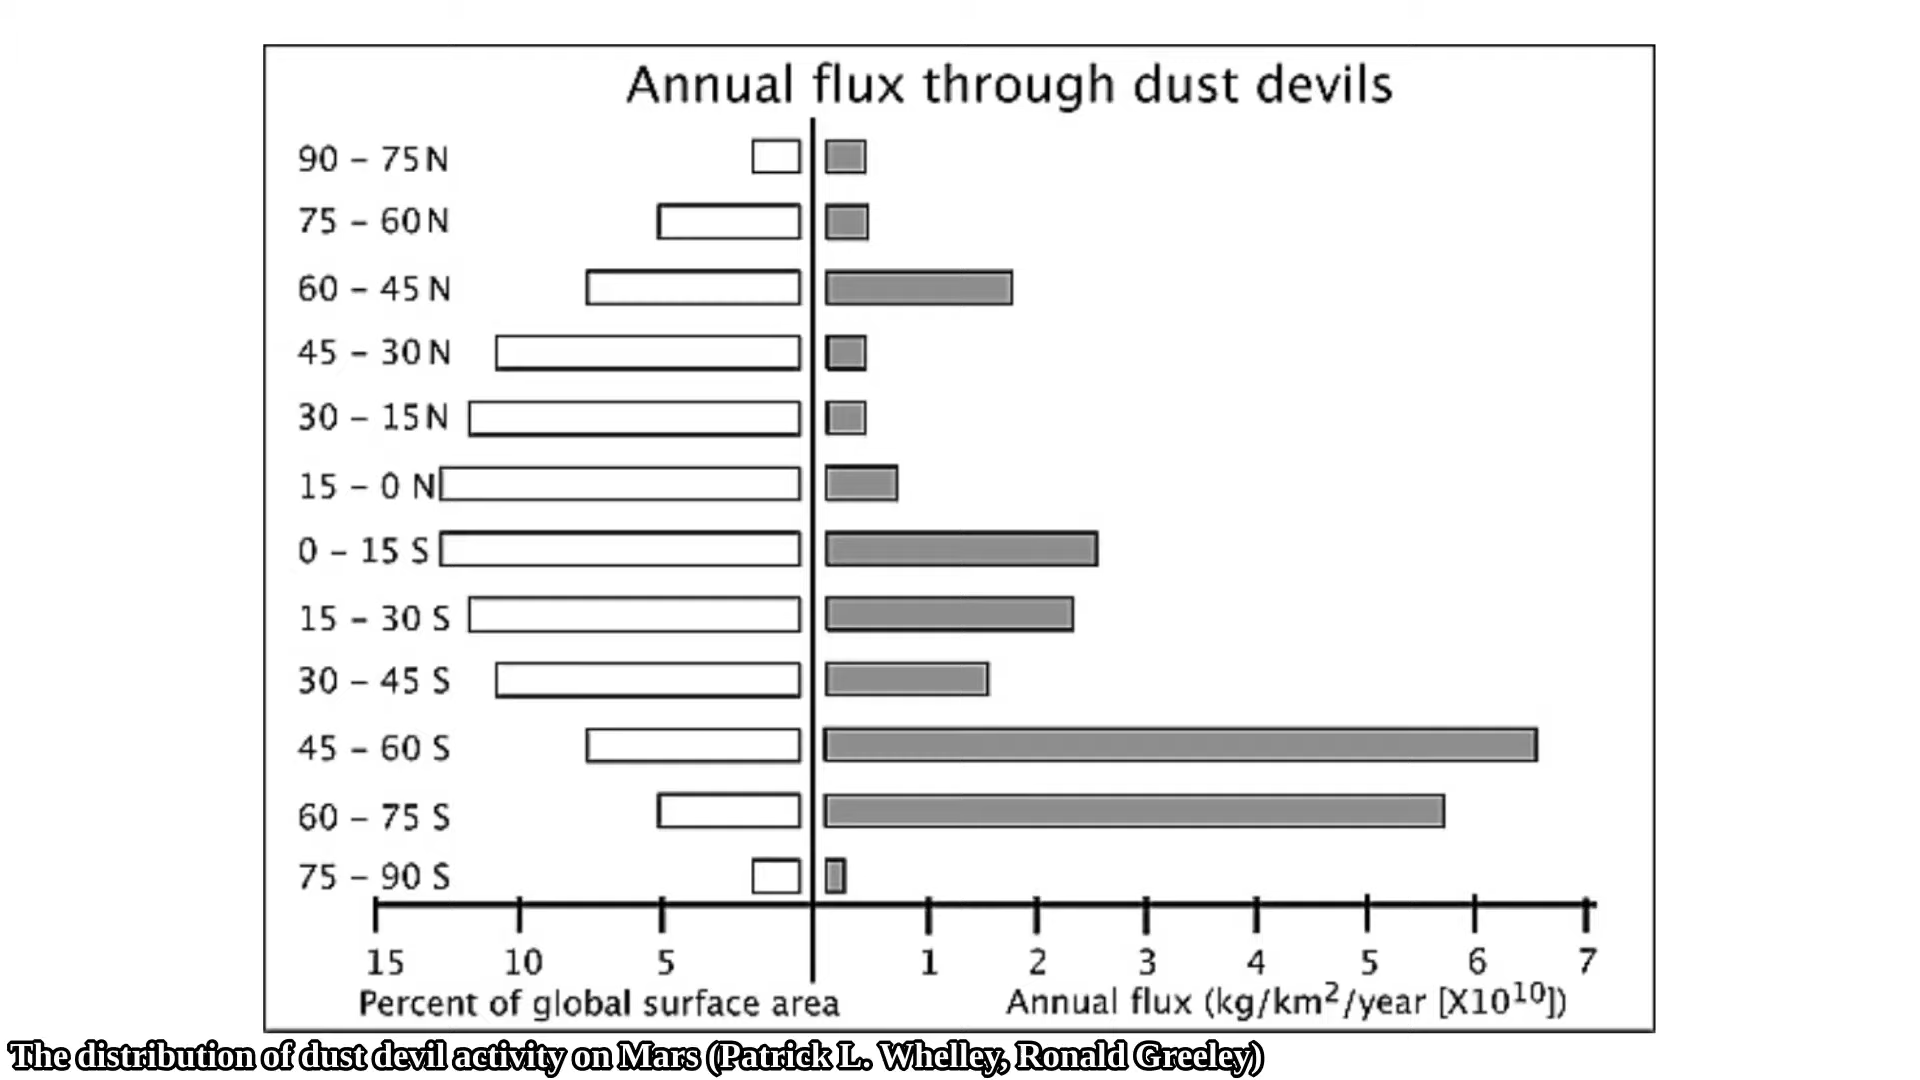 Annual flux through dust devils
90 – 75 N
75 – 60 N
60 – 45 N
45 – 30 N
30 – 15 N
15 – 0 N
0 – 15 S
15 – 30 S
30 – 45 S
45 – 60 S
60 – 75 S
75 – 90 S
15 10 5 1 2 3 4 5 6 7
Percent of global surface area Annual flux (kg/km²/year [X10¹⁰])
The distribution of dust devil activity on Mars (Patrick L. Whelley, Ronald Greeley)